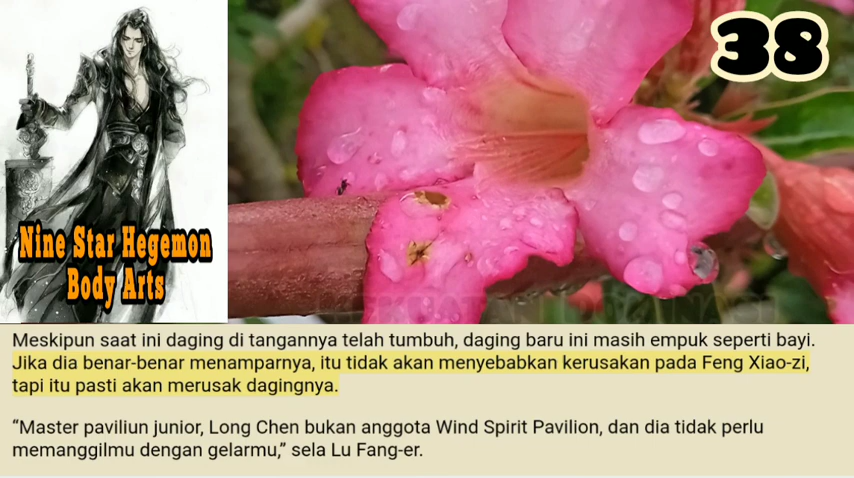 38
Nine Star Hegemon
Body Arts
Meskipun saat ini daging di tangannya telah tumbuh, daging baru ini masih empuk seperti bayi.
Jika dia benar-benar menamparnya, itu tidak akan menyebabkan kerusakan pada Feng Xiao-zi,
tapi itu pasti akan merusak dagingnya.
“Master paviliun junior, Long Chen bukan anggota Wind Spirit Pavilion, dan dia tidak perlu
memanggilmu dengan gelarmu,” sela Lu Fang-er.